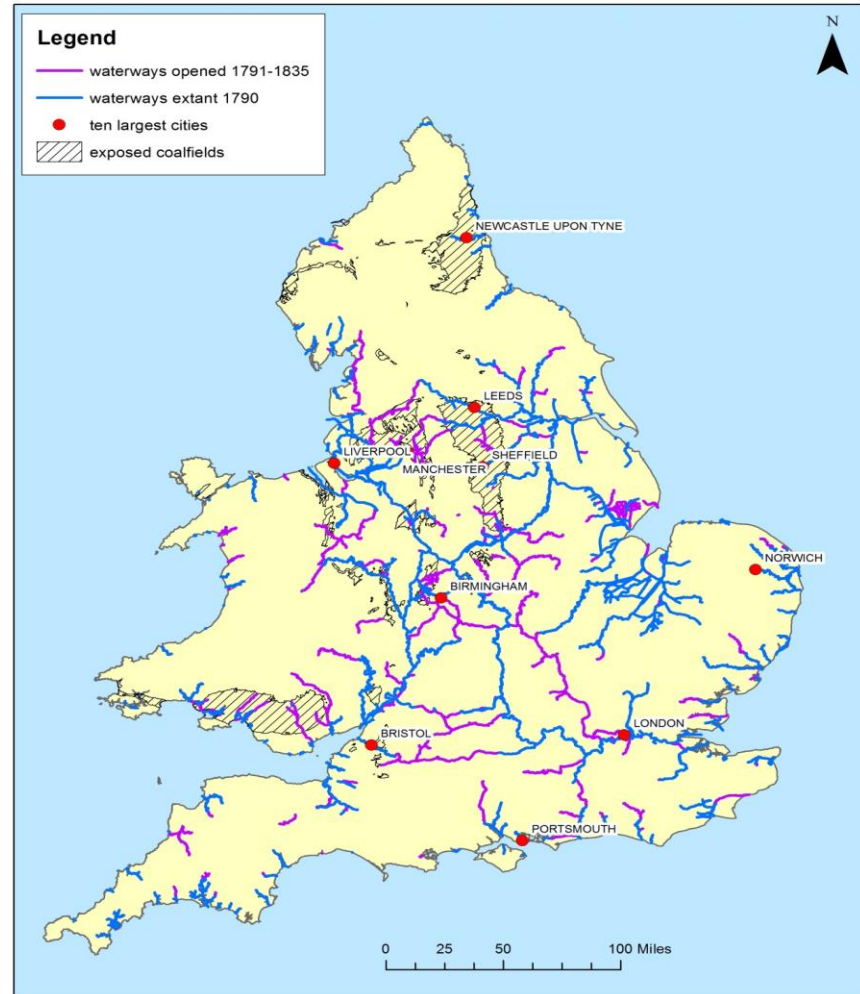 Legend
waterways opened 1791-1835
waterways extant 1790
ten largest cities
exposed coalfields
N
NEWCASTLE UPON TYNE
LEEDS
LIVERPOOL
SHEFFIELD
MANCHESTER
NORWICH
BIRMINGHAM
LONDON
BRISTOL
PORTSMOUTH
0 25 50 100 Miles